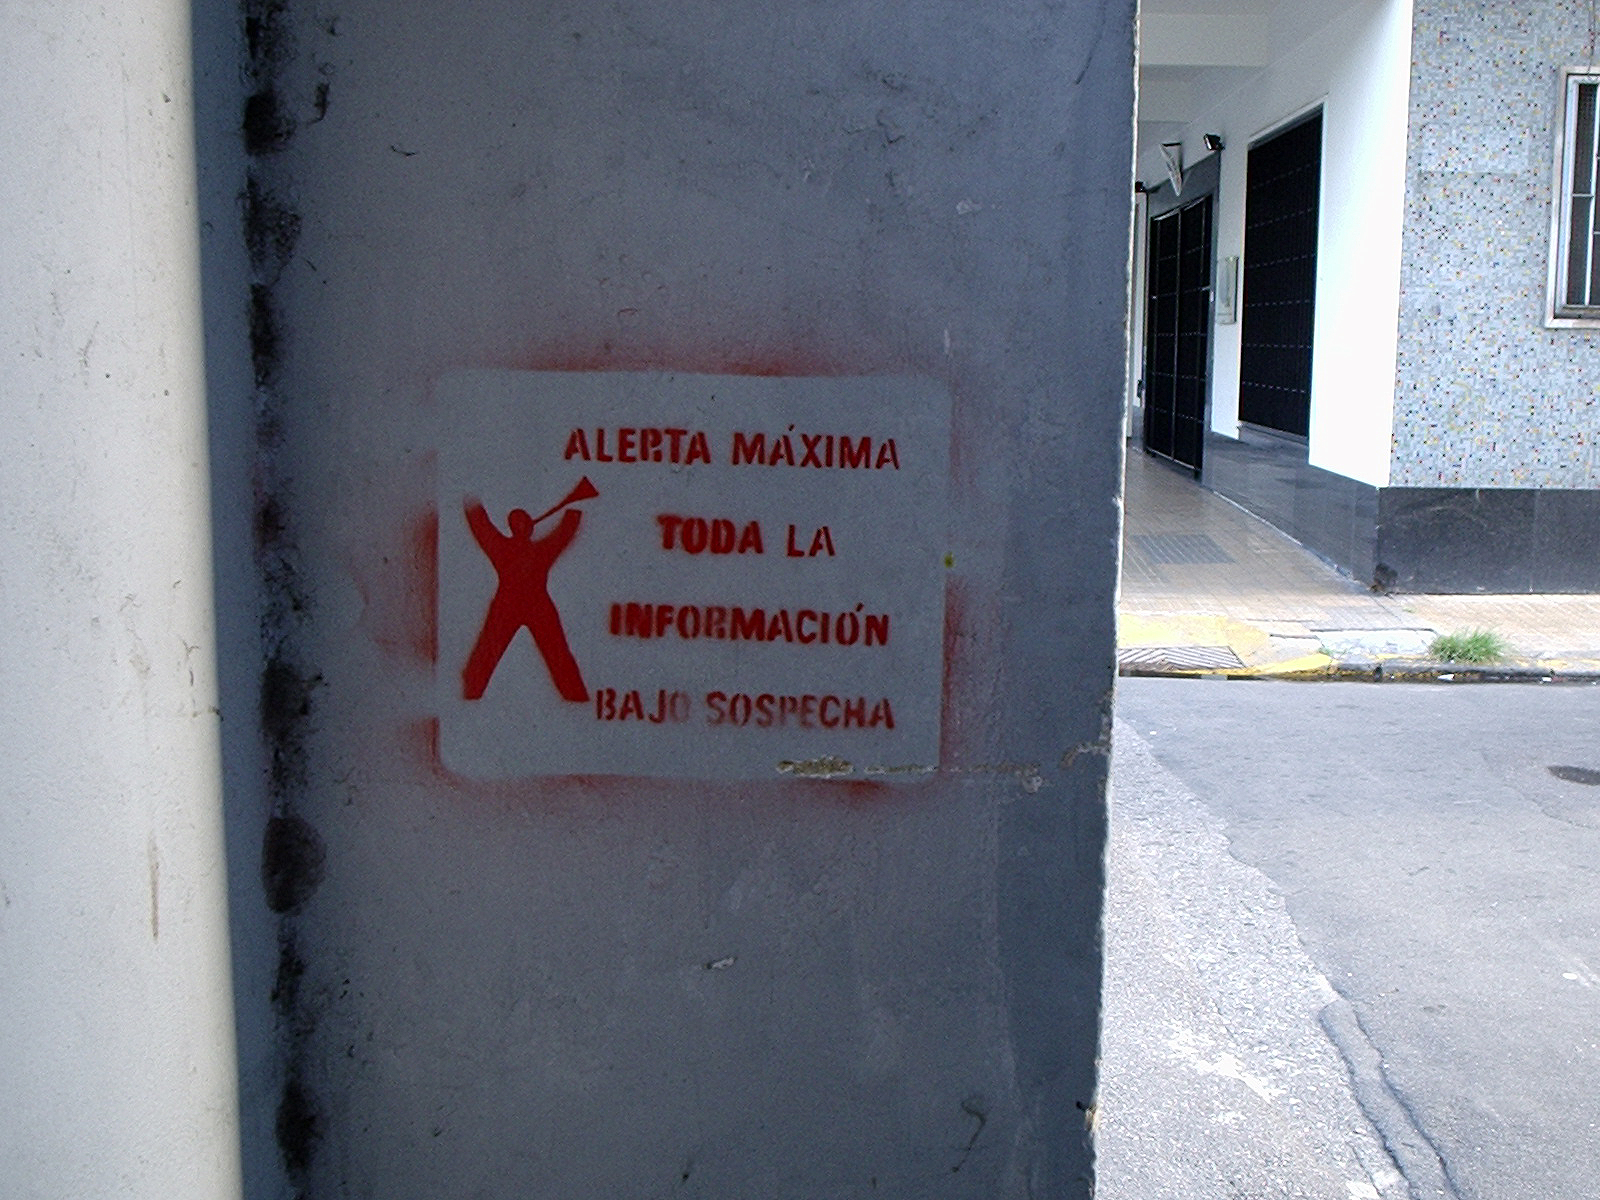 ALERTA MÁXIMA
TODA LA
INFORMACIÓN
BAJO SOSPECHA